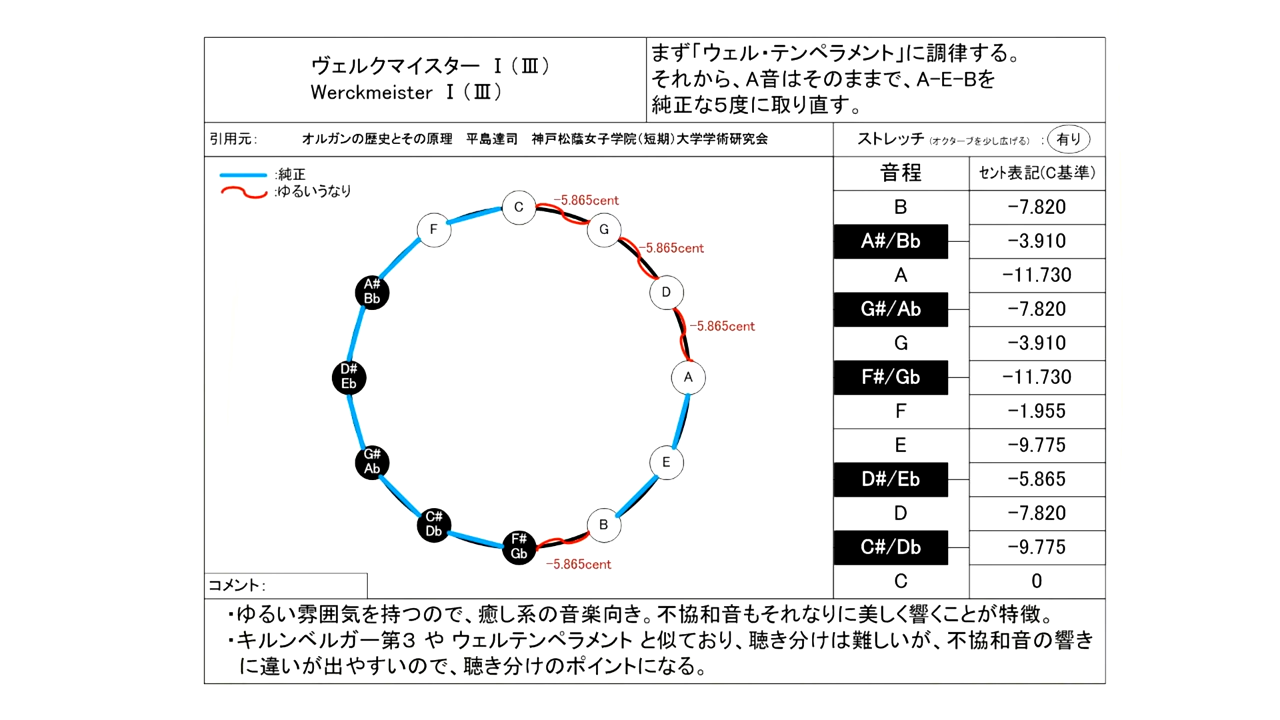 ヴェルクマイスター Ⅰ（Ⅲ）
Werckmeister Ⅰ（Ⅲ）
まず「ウェル・テンペラメント」に調律する。
それから、A音はそのままで、A-E-Bを
純正な５度に取り直す。
引用元: オルガンの歴史とその原理 平島達司 神戸松蔭女子学院（短期）大学学術研究会
ストレッチ（オクターブを少し広げる）: 有り
:純正
:ゆるいうなり
C
G
D
A
E
B
F#
Gb
C#
Db
G#
Ab
D#
Eb
A#
Bb
F
-5.865cent
-5.865cent
-5.865cent
-5.865cent
音程 セント表記(C基準)
B -7.820
A#/Bb -3.910
A -11.730
G#/Ab -7.820
G -3.910
F#/Gb -11.730
F -1.955
E -9.775
D#/Eb -5.865
D -7.820
C#/Db -9.775
C 0
コメント:
・ゆるい雰囲気を持つので、癒し系の音楽向き。不協和音もそれなりに美しく響くことが特徴。
・キルンベルガー第３ や ウェルテンペラメント と似ており、聴き分けは難しいが、不協和音の響き
に違いが出やすいので、聴き分けのポイントになる。